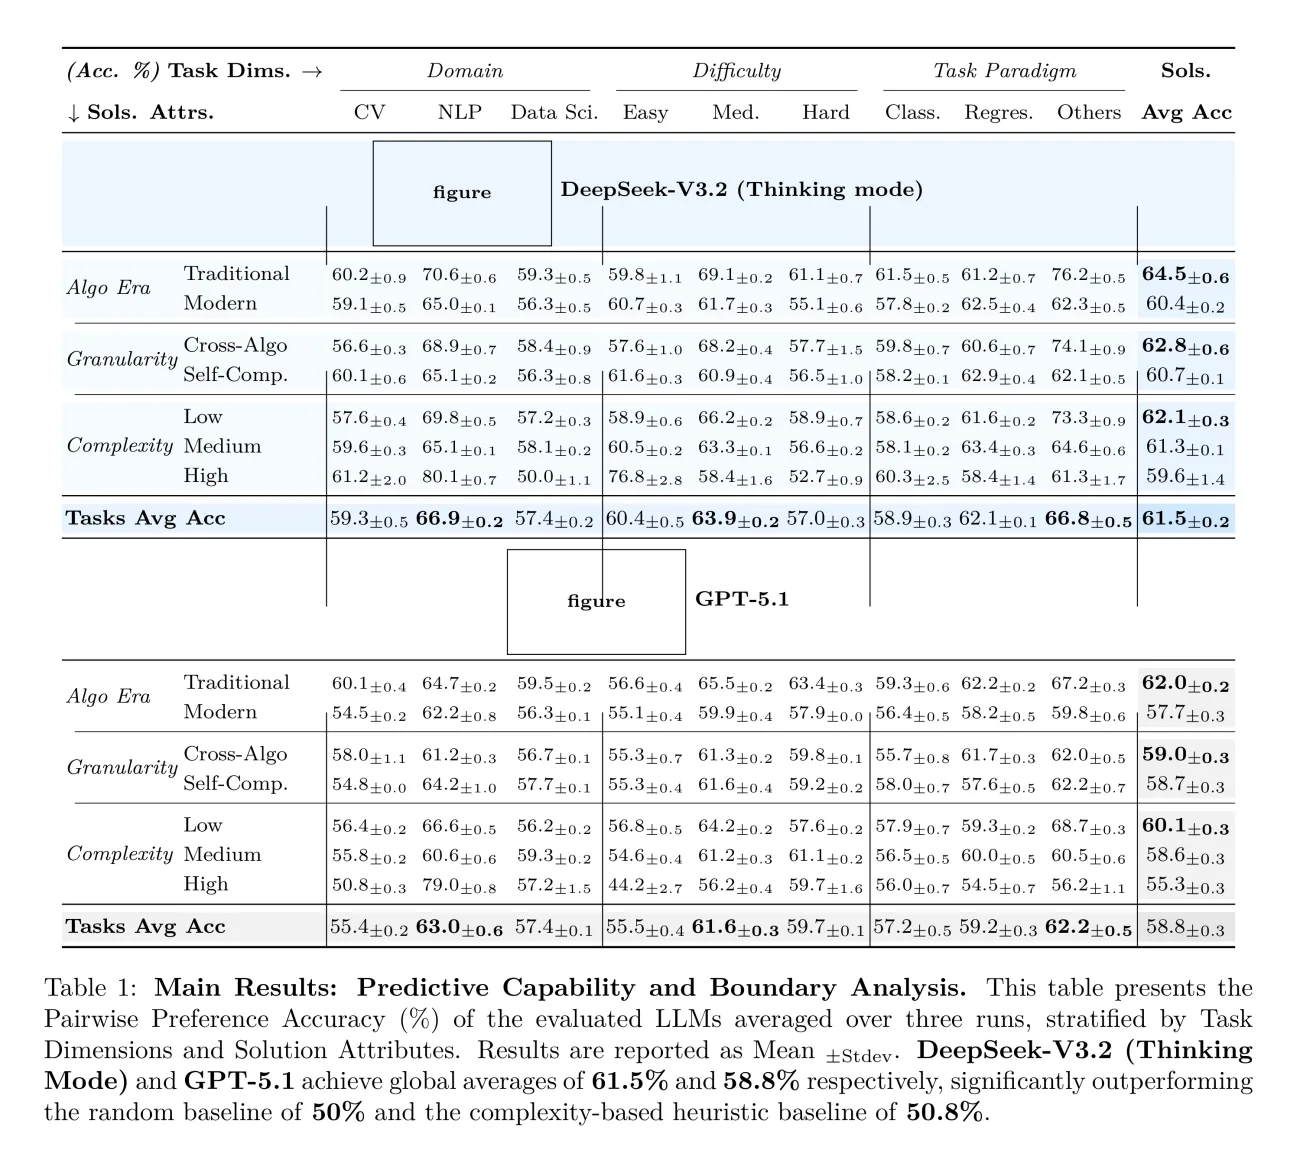 (Acc. %) Task Dims. → Domain Difficulty Task Paradigm Sols.
↓ Sols. Attrs. CV NLP Data Sci. Easy Med. Hard Class. Regres. Others Avg Acc
figure DeepSeek-V3.2 (Thinking mode)
Algo Era Traditional 60.2±0.9 70.6±0.6 59.3±0.5 59.8±1.1 69.1±0.2 61.1±0.7 61.5±0.5 61.2±0.7 76.2±0.5 64.5±0.6
Modern 59.1±0.5 65.0±0.1 56.3±0.5 60.7±0.3 61.7±0.3 55.1±0.6 57.8±0.2 62.5±0.4 62.3±0.5 60.4±0.2
Granularity Cross-Algo 56.6±0.3 68.9±0.7 58.4±0.9 57.6±1.0 68.2±0.4 57.7±1.5 59.8±0.7 60.6±0.7 74.1±0.9 62.8±0.6
Self-Comp. 60.1±0.6 65.1±0.2 56.3±0.8 61.6±0.3 60.9±0.4 56.5±1.0 58.2±0.1 62.9±0.4 62.1±0.5 60.7±0.1
Low 57.6±0.4 69.8±0.5 57.2±0.3 58.9±0.6 66.2±0.2 58.9±0.7 58.6±0.2 61.6±0.2 73.3±0.9 62.1±0.3
Complexity Medium 59.6±0.3 65.1±0.1 58.1±0.2 60.5±0.2 63.3±0.1 56.6±0.2 58.1±0.2 63.4±0.3 64.6±0.6 61.3±0.1
High 61.2±2.0 80.1±0.7 50.0±1.1 76.8±2.8 58.4±1.6 52.7±0.9 60.3±2.5 58.4±1.4 61.3±1.7 59.6±1.4
Tasks Avg Acc 59.3±0.5 66.9±0.2 57.4±0.2 60.4±0.5 63.9±0.2 57.0±0.3 58.9±0.3 62.1±0.1 66.8±0.5 61.5±0.2
figure GPT-5.1
Algo Era Traditional 60.1±0.4 64.7±0.2 59.5±0.2 56.6±0.4 65.5±0.2 63.4±0.3 59.3±0.6 62.2±0.2 67.2±0.3 62.0±0.2
Modern 54.5±0.2 62.2±0.8 56.3±0.1 55.1±0.4 59.9±0.4 57.9±0.0 56.4±0.5 58.2±0.5 59.8±0.6 57.7±0.3
Granularity Cross-Algo 58.0±1.1 61.2±0.3 56.7±0.1 55.3±0.7 61.3±0.2 59.8±0.1 55.7±0.8 61.7±0.3 62.0±0.5 59.0±0.3
Self-Comp. 54.8±0.0 64.2±1.0 57.7±0.1 55.3±0.4 61.6±0.4 59.2±0.2 58.0±0.7 57.6±0.5 62.2±0.7 58.7±0.3
Low 56.4±0.2 66.6±0.5 56.2±0.2 56.8±0.5 64.2±0.2 57.6±0.2 57.9±0.7 59.3±0.2 68.7±0.3 60.1±0.3
Complexity Medium 55.8±0.2 60.6±0.6 59.3±0.2 54.6±0.4 61.2±0.3 61.1±0.2 56.5±0.5 60.0±0.5 60.5±0.6 58.6±0.3
High 50.8±0.3 79.0±0.8 57.2±1.5 44.2±2.7 56.2±0.4 59.7±1.6 56.0±0.7 54.5±0.7 56.2±1.1 55.3±0.3
Tasks Avg Acc 55.4±0.2 63.0±0.6 57.4±0.1 55.5±0.4 61.6±0.3 59.7±0.1 57.2±0.5 59.2±0.3 62.2±0.5 58.8±0.3
Table 1: Main Results: Predictive Capability and Boundary Analysis. This table presents the
Pairwise Preference Accuracy (%) of the evaluated LLMs averaged over three runs, stratified by Task
Dimensions and Solution Attributes. Results are reported as Mean ±Stdev. DeepSeek-V3.2 (Thinking
Mode) and GPT-5.1 achieve global averages of 61.5% and 58.8% respectively, significantly outperforming
the random baseline of 50% and the complexity-based heuristic baseline of 50.8%.